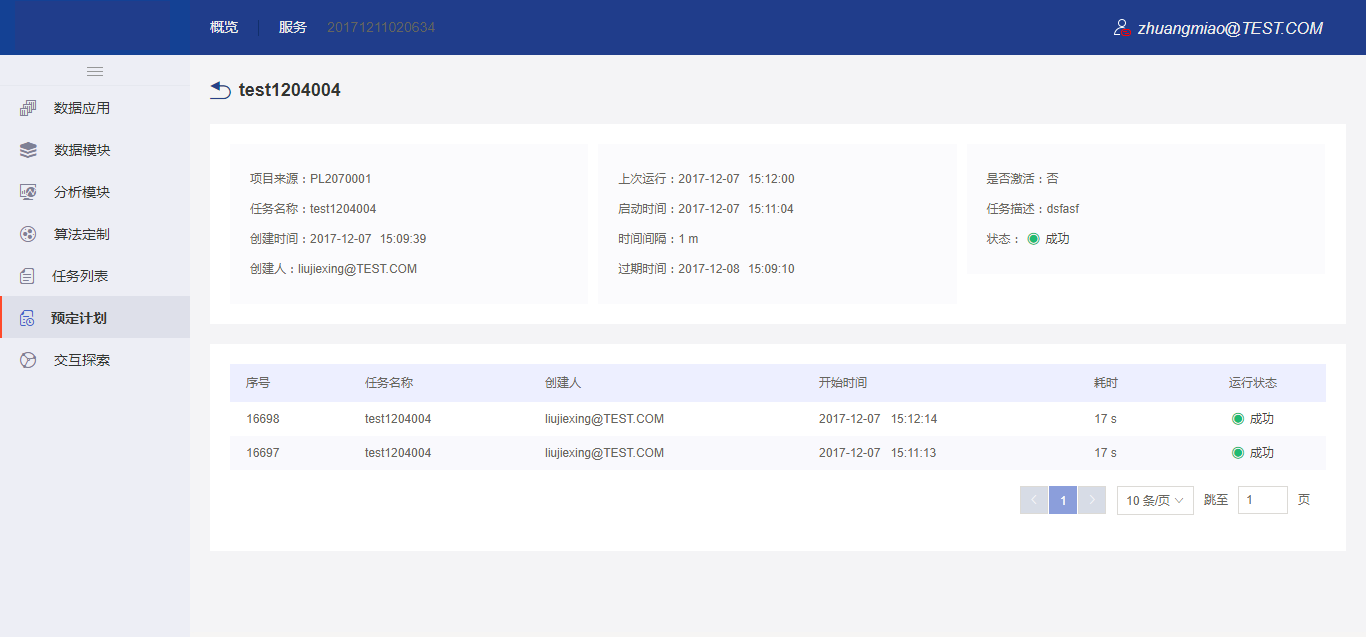 概览 服务 20171211020634 zhuangmiao@TEST.COM
数据应用
数据模块
分析模块
算法定制
任务列表
预定计划
交互探索
test1204004
项目来源：PL2070001
任务名称：test1204004
创建时间：2017-12-07 15:09:39
创建人：liujiexing@TEST.COM
上次运行：2017-12-07 15:12:00
启动时间：2017-12-07 15:11:04
时间间隔：1 m
过期时间：2017-12-08 15:09:10
是否激活：否
任务描述：dsfasf
状态： 成功
序号 任务名称 创建人 开始时间 耗时 运行状态
16698 test1204004 liujiexing@TEST.COM 2017-12-07 15:12:14 17 s 成功
16697 test1204004 liujiexing@TEST.COM 2017-12-07 15:11:13 17 s 成功
1 10 条/页 跳至 1 页